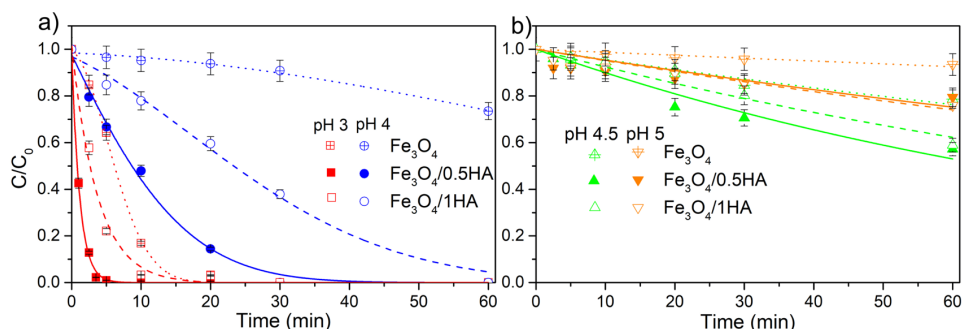 a)
C/C0
1.0
0.8
0.6
0.4
0.2
0.0
pH 3 pH 4
Fe3O4
Fe3O4/0.5HA
Fe3O4/1HA
0 10 20 30 40 50 60
Time (min)
b)
1.0
0.8
0.6
0.4
0.2
0.0
pH 4.5 pH 5
Fe3O4
Fe3O4/0.5HA
Fe3O4/1HA
0 10 20 30 40 50 60
Time (min)